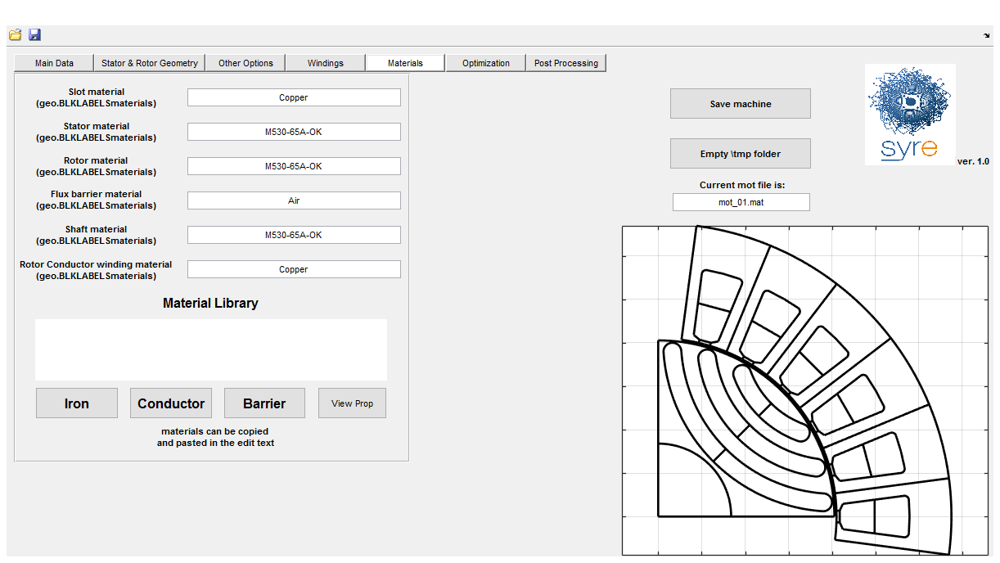 Main Data
Stator & Rotor Geometry
Other Options
Windings
Materials
Optimization
Post Processing
Slot material
(geo.BLKLABELSmaterials)
Copper
Stator material
(geo.BLKLABELSmaterials)
M530-65A-OK
Rotor material
(geo.BLKLABELSmaterials)
M530-65A-OK
Flux barrier material
(geo.BLKLABELSmaterials)
Air
Shaft material
(geo.BLKLABELSmaterials)
M530-65A-OK
Rotor Conductor winding material
(geo.BLKLABELSmaterials)
Copper
Material Library
Iron
Conductor
Barrier
View Prop
materials can be copied
and pasted in the edit text
Save machine
Empty \tmp folder
Current mot file is:
mot_01.mat
syre
ver. 1.0